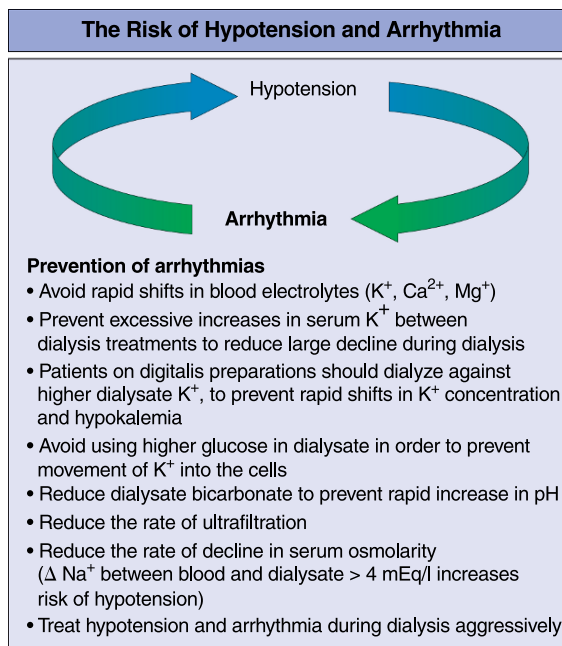 The Risk of Hypotension and Arrhythmia
Hypotension
Arrhythmia
Prevention of arrhythmias
• Avoid rapid shifts in blood electrolytes (K⁺, Ca²⁺, Mg⁺)
• Prevent excessive increases in serum K⁺ between
dialysis treatments to reduce large decline during dialysis
• Patients on digitalis preparations should dialyze against
higher dialysate K⁺, to prevent rapid shifts in K⁺ concentration
and hypokalemia
• Avoid using higher glucose in dialysate in order to prevent
movement of K⁺ into the cells
• Reduce dialysate bicarbonate to prevent rapid increase in pH
• Reduce the rate of ultrafiltration
• Reduce the rate of decline in serum osmolarity
(Δ Na⁺ between blood and dialysate > 4 mEq/l increases
risk of hypotension)
• Treat hypotension and arrhythmia during dialysis aggressively